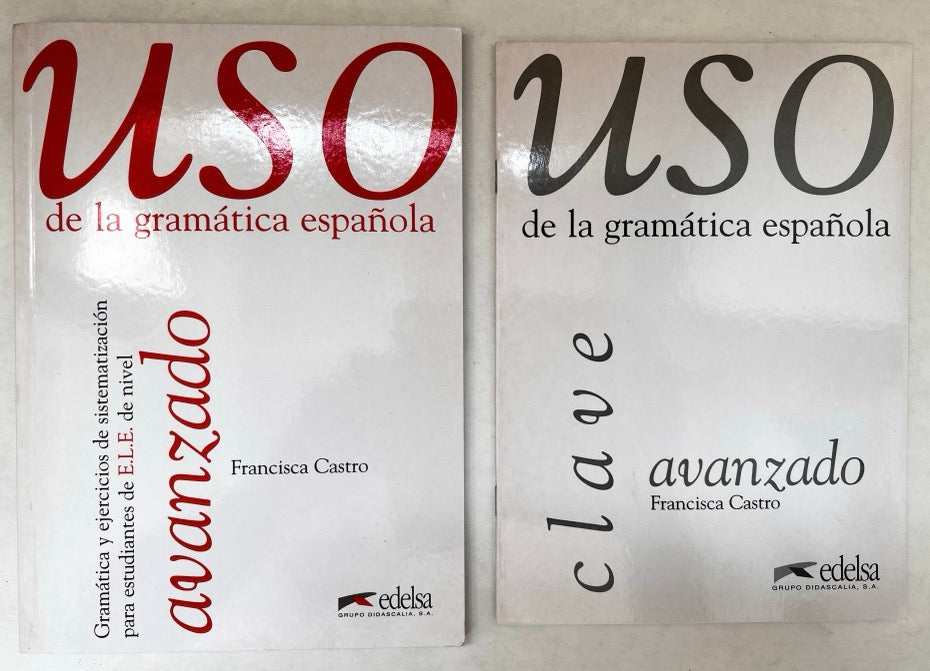 uso
de la gramática española
Gramática y ejercicios de sistematización
para estudiantes de E.L.E. de nivel
avanzado
Francisca Castro
edelsa
GRUPO DIDASCALIA, S.A.
uso
de la gramática española
clave
avanzado
Francisca Castro
edelsa
GRUPO DIDASCALIA, S.A.